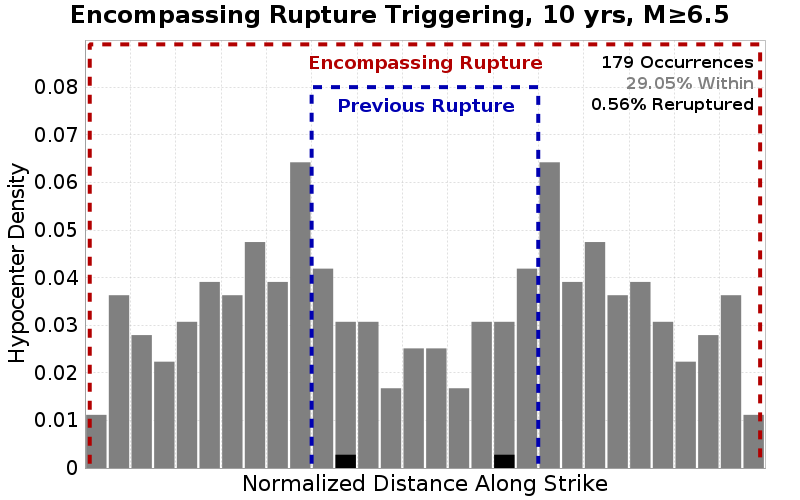 Encompassing Rupture Triggering, 10 yrs, M≥6.5
Encompassing Rupture
179 Occurrences
29.05% Within
0.56% Reruptured
Previous Rupture
Hypocenter Density
0.08
0.07
0.06
0.05
0.04
0.03
0.02
0.01
0
Normalized Distance Along Strike